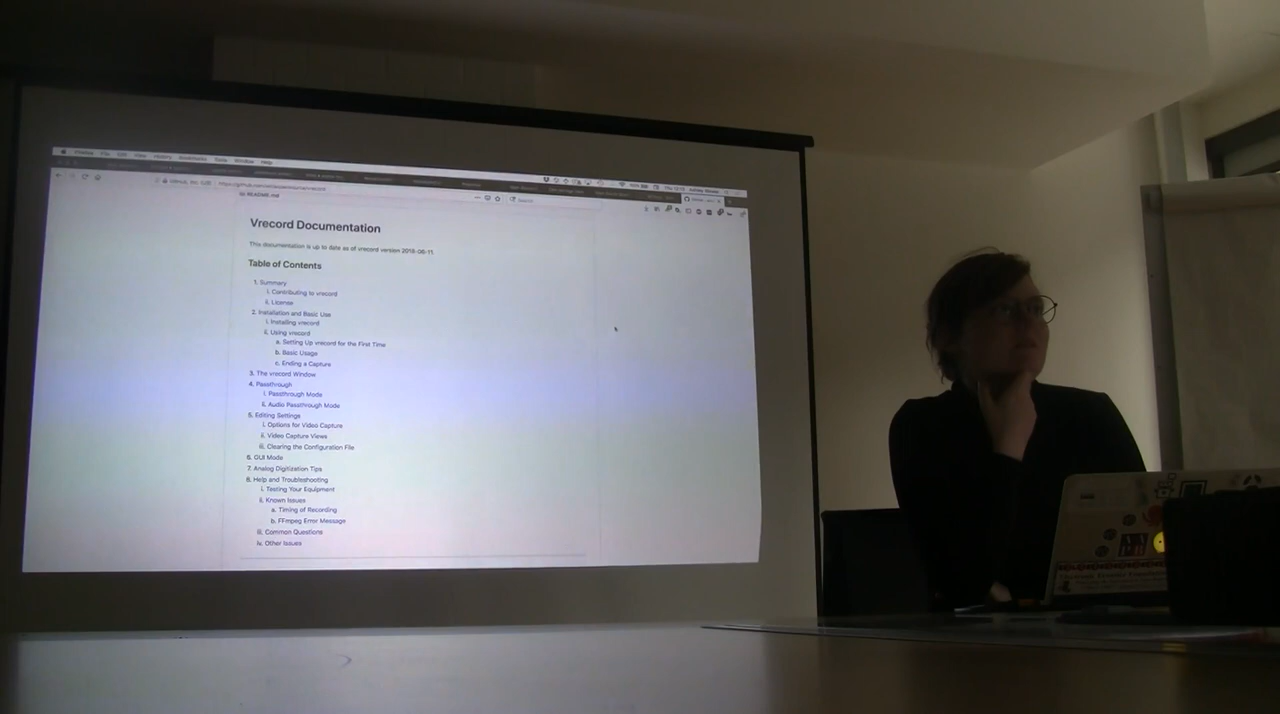 README.md
Vrecord Documentation
This documentation is up to date as of vrecord version 2018-06-11.
Table of Contents
1. Summary
i. Contributing to vrecord
ii. License
2. Installation and Basic Use
i. Installing vrecord
ii. Using vrecord
a. Setting Up vrecord for the First Time
b. Basic Usage
c. Ending a Capture
3. The vrecord Window
4. Passthrough
i. Passthrough Mode
ii. Audio Passthrough Mode
5. Editing Settings
i. Options for Video Capture
ii. Video Capture Views
iii. Clearing the Configuration File
6. GUI Mode
7. Analog Digitization Tips
8. Help and Troubleshooting
i. Testing Your Equipment
ii. Known Issues
a. Timing of Recording
b. FFmpeg Error Message
iii. Common Questions
iv. Other Issues